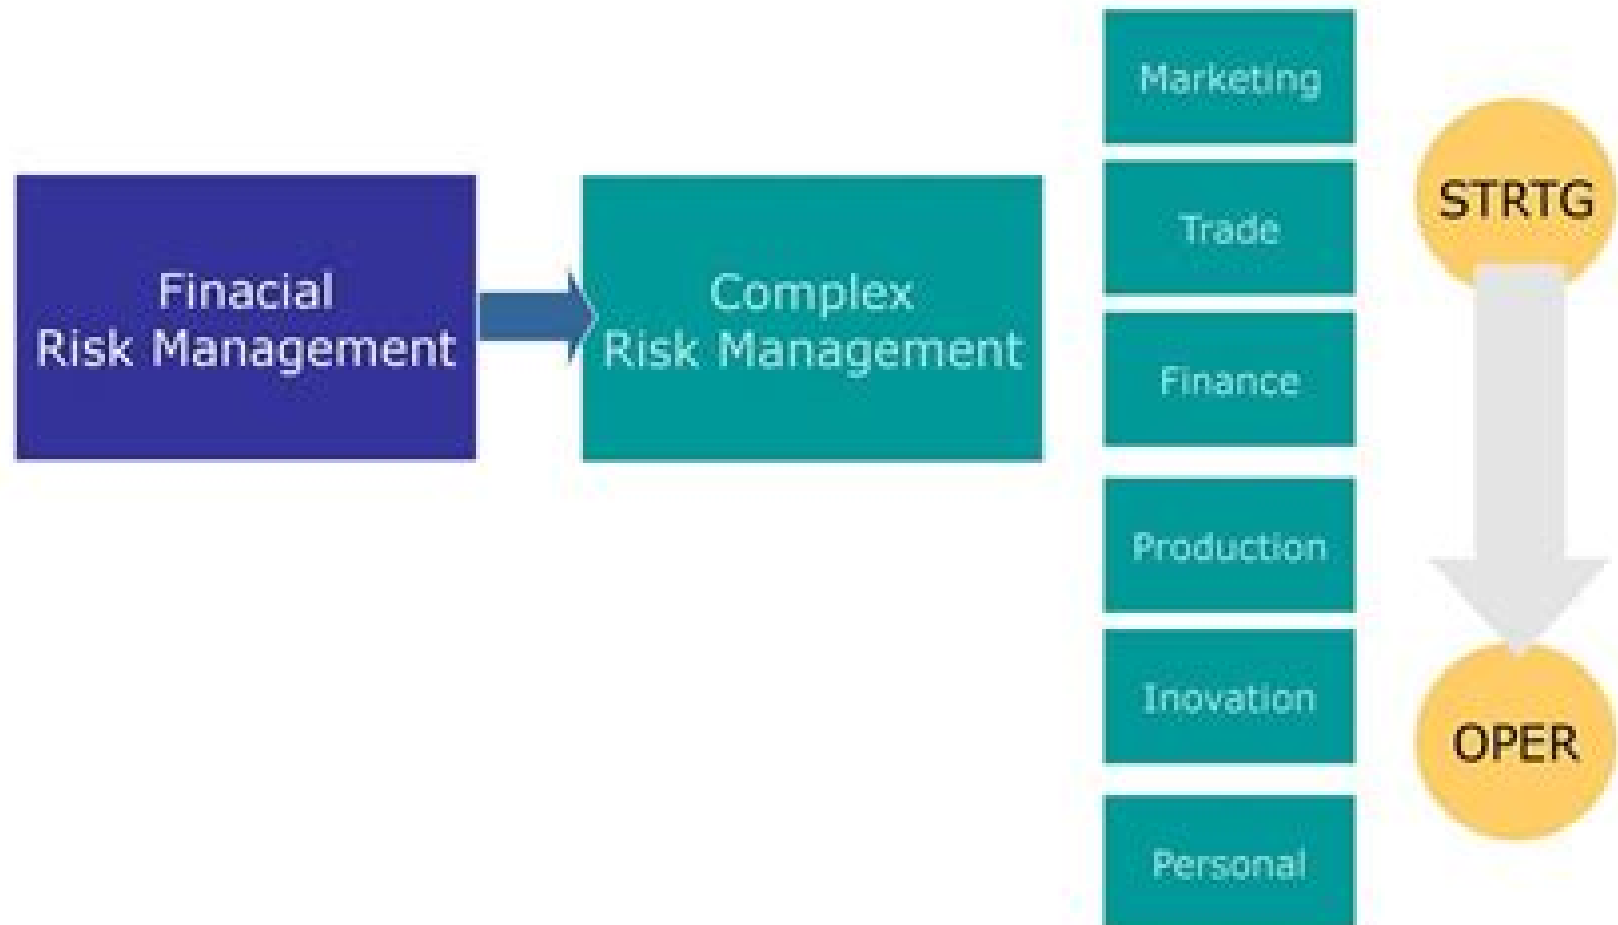 Finacial
Risk Management
Complex
Risk Management
Marketing
Trade
Finance
Production
Inovation
Personal
STRTG
OPER